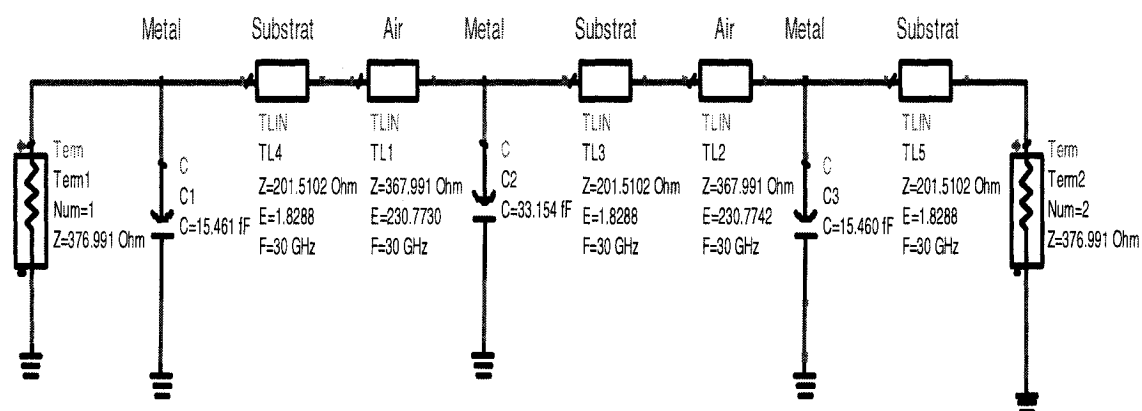 Metal Substrat Air Metal Substrat Air Metal Substrat
Term
Term1
Num=1
Z=376.991 Ohm
C
C1
C=15.461 fF
TLIN
TL4
Z=201.5102 Ohm
E=1.8288
F=30 GHz
TLIN
TL1
Z=367.991 Ohm
E=230.7730
F=30 GHz
C
C2
C=33.154 fF
TLIN
TL3
Z=201.5102 Ohm
E=1.8288
F=30 GHz
TLIN
TL2
Z=367.991 Ohm
E=230.7742
F=30 GHz
C
C3
C=15.460 fF
TLIN
TL5
Z=201.5102 Ohm
E=1.8288
F=30 GHz
Term
Term2
Num=2
Z=376.991 Ohm